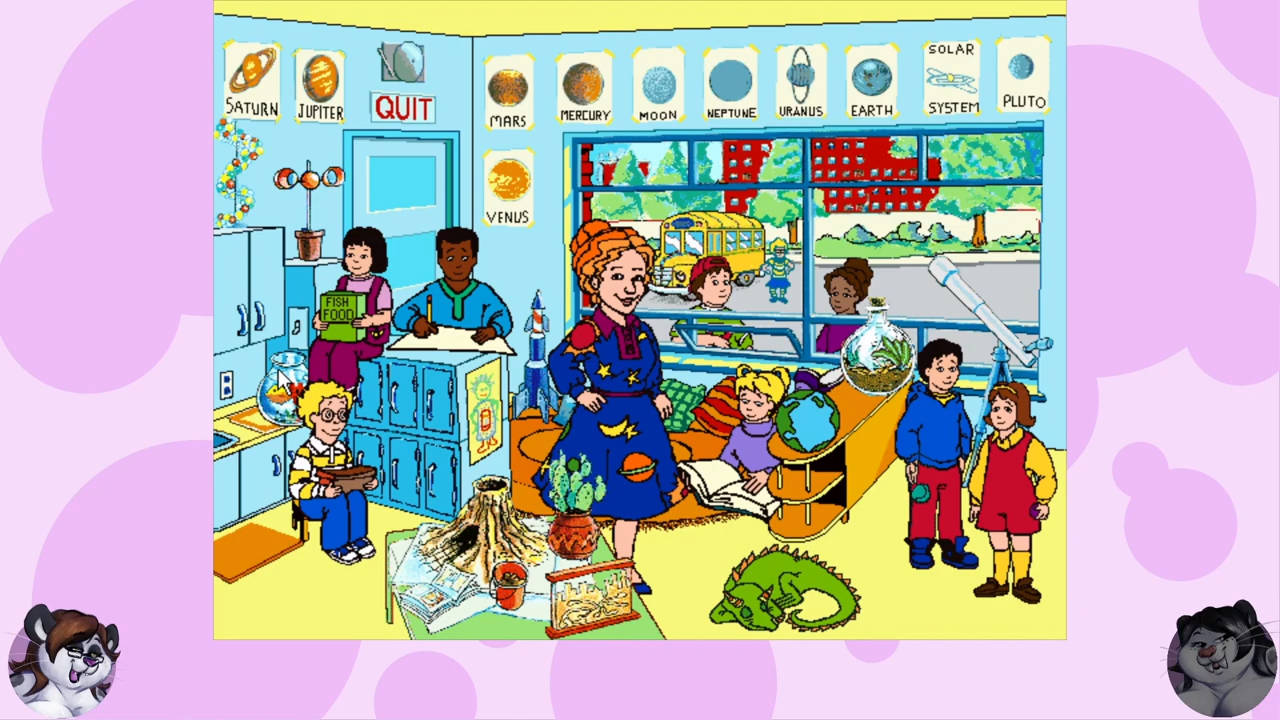 SATURN
JUPITER
QUIT
MARS
MERCURY
MOON
NEPTUNE
URANUS
EARTH
SOLAR
SYSTEM
PLUTO
VENUS
FISH
FOOD